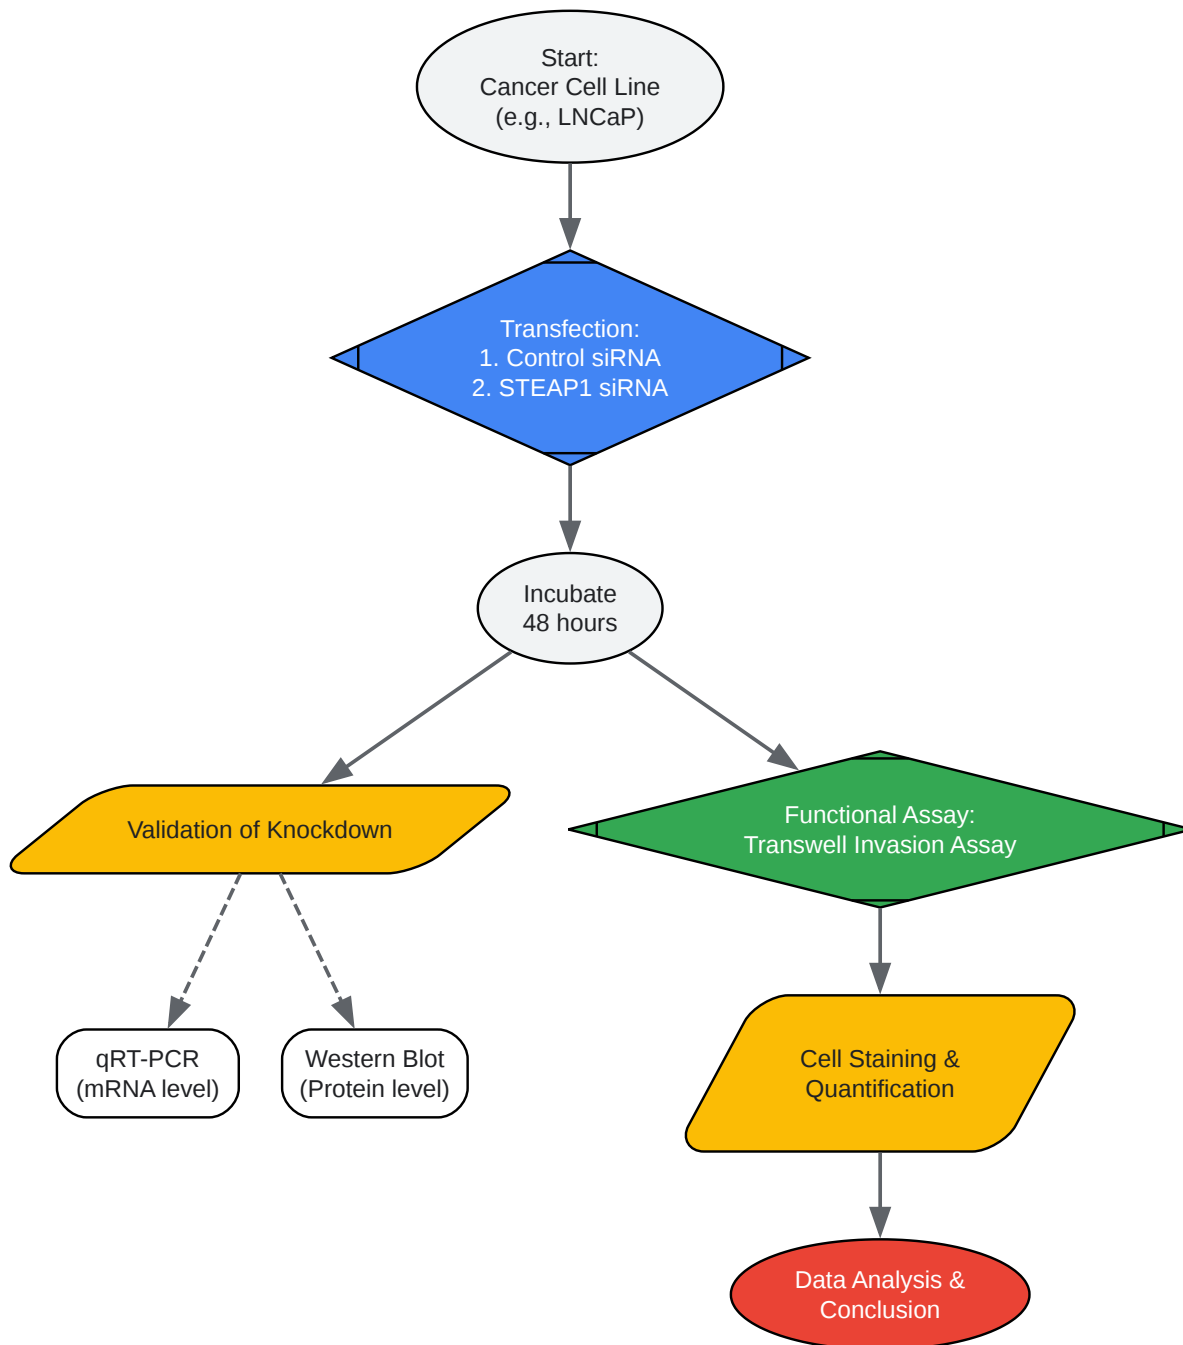 Start:
Cancer Cell Line
(e.g., LNCaP)
Transfection:
1. Control siRNA
2. STEAP1 siRNA
Incubate
48 hours
Validation of Knockdown
Functional Assay:
Transwell Invasion Assay
qRT-PCR
(mRNA level)
Western Blot
(Protein level)
Cell Staining &
Quantification
Data Analysis &
Conclusion